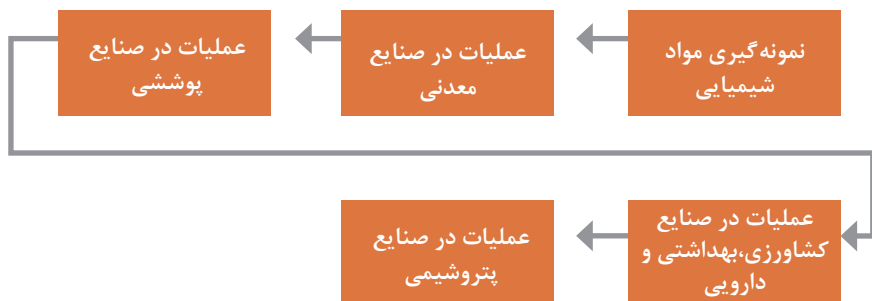 نمونه‌گیری مواد
شیمیایی
عملیات در صنایع
معدنی
عملیات در صنایع
پوششی
عملیات در صنایع
کشاورزی،بهداشتی و
دارویی
عملیات در صنایع
پتروشیمی